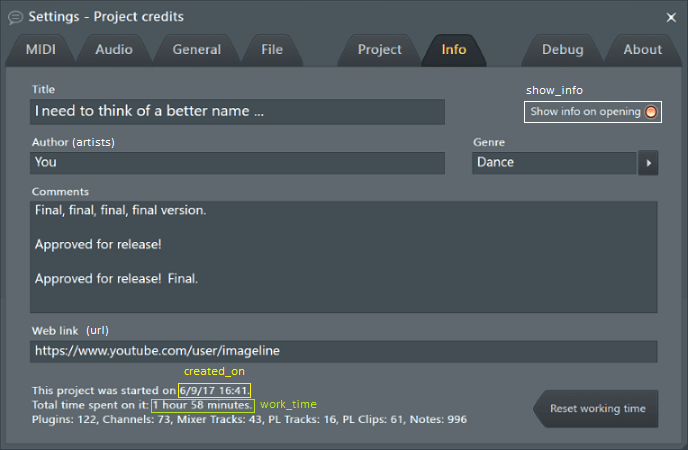 Settings - Project credits
MIDI Audio General File Project Info Debug About
Title
show_info
I need to think of a better name ...
Show info on opening
Author (artists)
Genre
You
Dance
Comments
Final, final, final, final version.
Approved for release!
Approved for release! Final.
Web link (url)
https://www.youtube.com/user/imageline
created_on
This project was started on 6/9/17 16:41.
Total time spent on it: 1 hour 58 minutes. work_time
Plugins: 122, Channels: 73, Mixer Tracks: 43, PL Tracks: 16, PL Clips: 61, Notes: 996
Reset working time